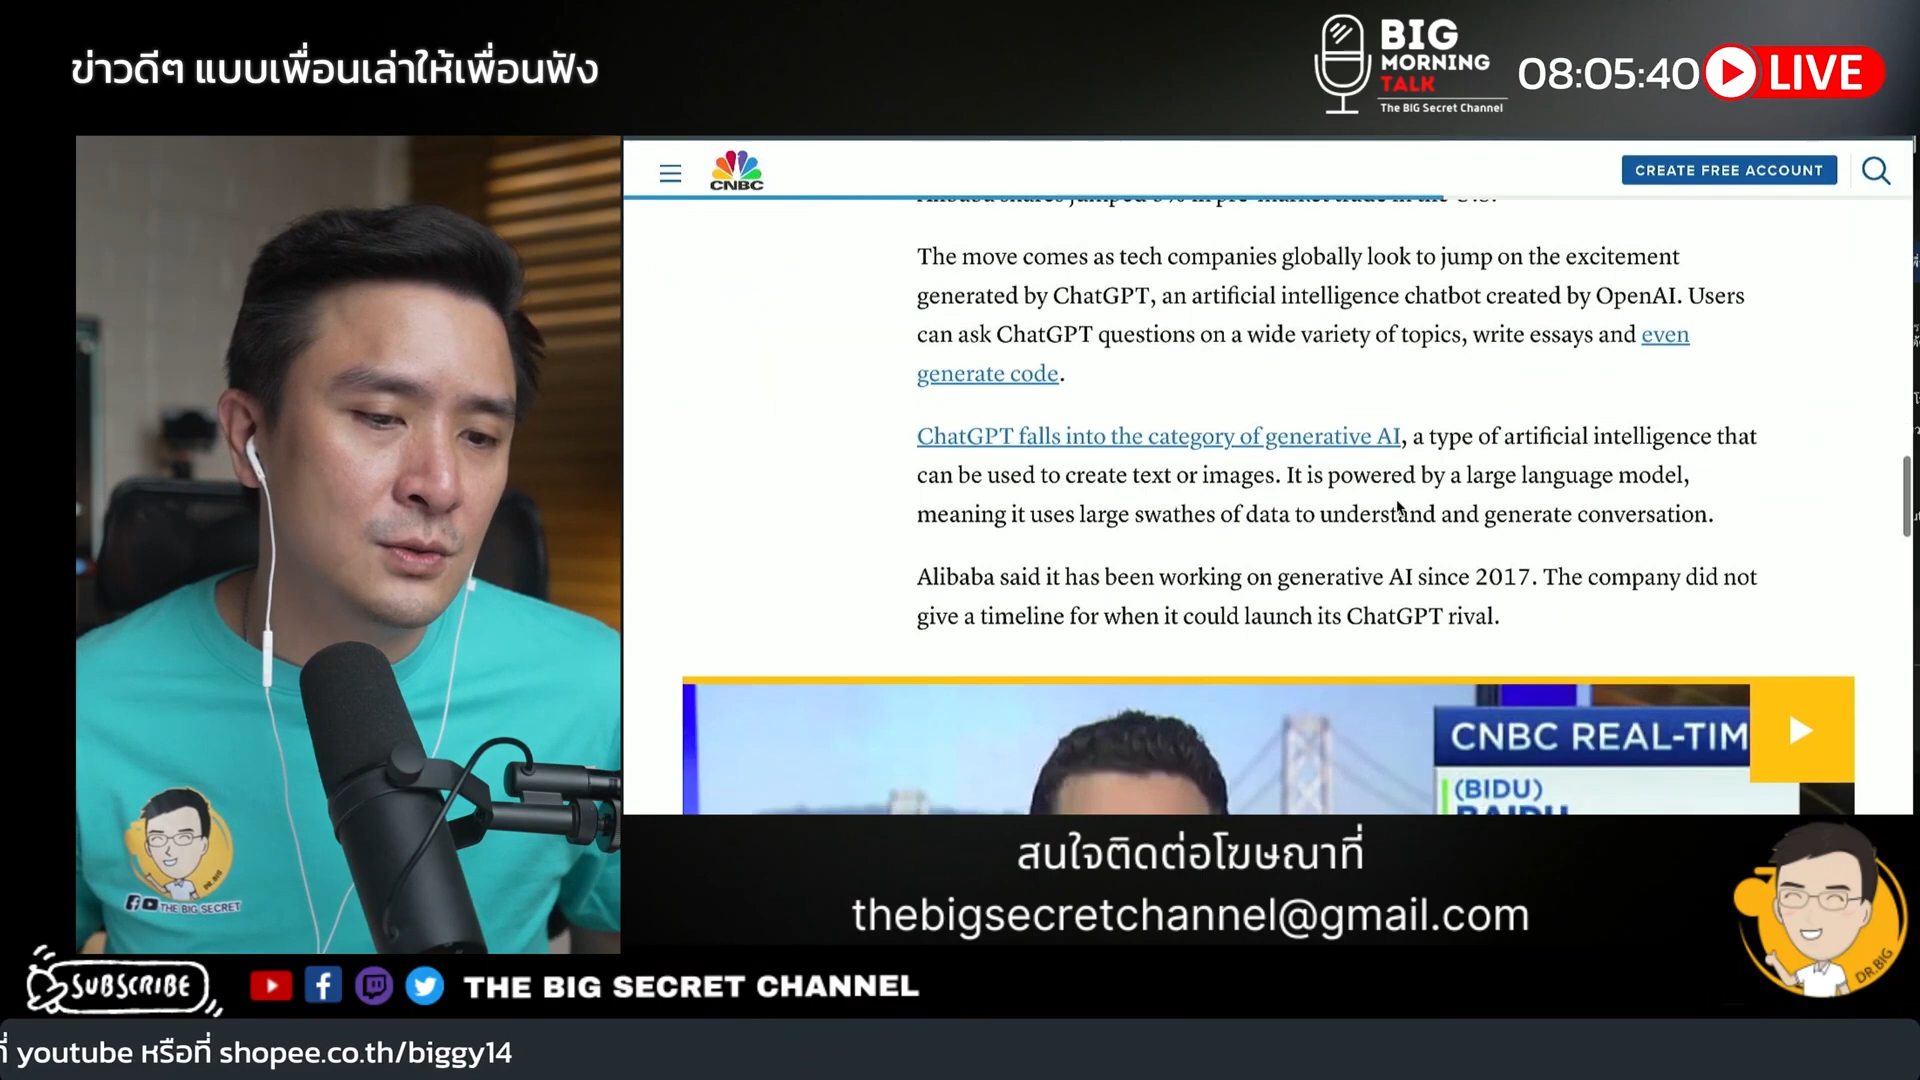 ข่าวดีๆ แบบเพื่อนเล่าให้เพื่อนฟัง
BIG
MORNING
TALK
The BIG Secret Channel
08:05:40
LIVE
CNBC
CREATE FREE ACCOUNT
Alibaba shares jumped
The move comes as tech companies globally look to jump on the excitement
generated by ChatGPT, an artificial intelligence chatbot created by OpenAI. Users
can ask ChatGPT questions on a wide variety of topics, write essays and even
generate code.
ChatGPT falls into the category of generative AI, a type of artificial intelligence that
can be used to create text or images. It is powered by a large language model,
meaning it uses large swathes of data to understand and generate conversation.
Alibaba said it has been working on generative AI since 2017. The company did not
give a timeline for when it could launch its ChatGPT rival.
CNBC REAL-TIM
(BIDU)
BAIDU
DR.BIG
THE BIG SECRET
สนใจติดต่อโฆษณาที่
thebigsecretchannel@gmail.com
DR.BIG
SUBSCRIBE
THE BIG SECRET CHANNEL
ที่ youtube หรือที่ shopee.co.th/biggy14